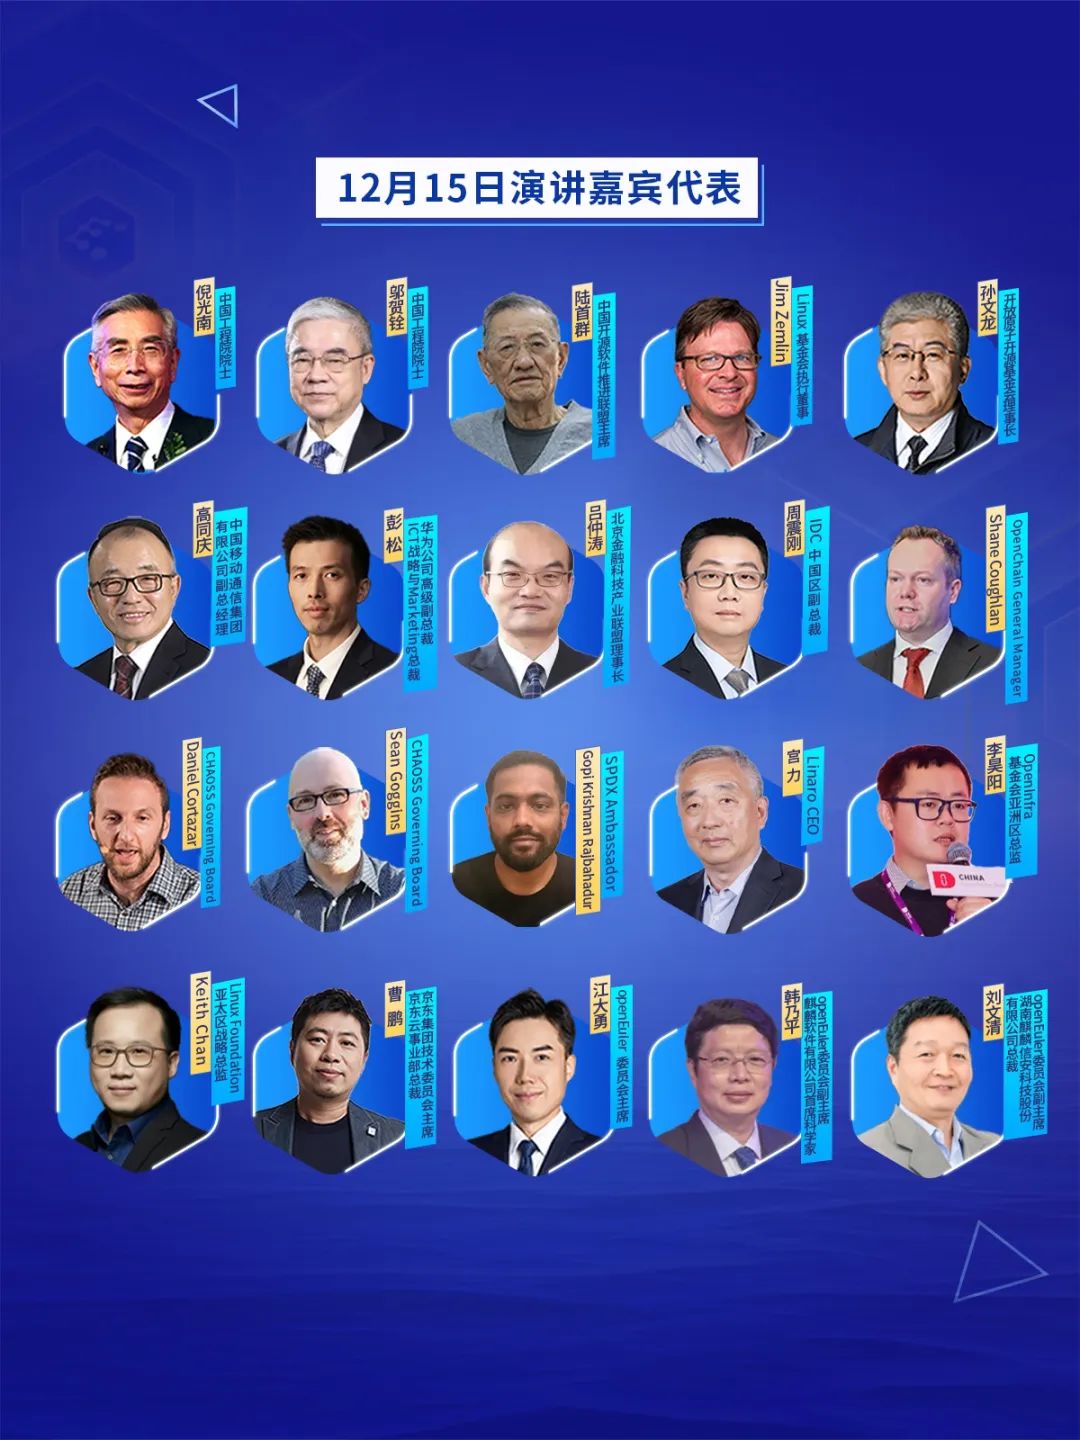 12月15日演讲嘉宾代表
倪光南
中国工程院院士
邬贺铨
中国工程院院士
陆首群
中国开源软件推进联盟主席
Jim Zemlin
Linux 基金会执行董事
孙文龙
开放原子开源基金会理事长
高同庆
中国移动通信集团
有限公司副总经理
彭 松
华为公司高级副总裁
ICT战略与Marketing总裁
吕仲涛
北京金融科技产业联盟理事长
周震刚
IDC 中国区副总裁
Shane Coughlan
OpenChain General Manager
Daniel Cortazar
CHAOSS Governing Board
Sean Goggins
CHAOSS Governing Board
Gopi Krishnan Rajbahadur
SPDX Ambassador
宫 力
Linaro CEO
李昊阳
OpenInfra
基金会亚洲区总监
CHINA
Keith Chan
Linux Foundation
亚太区战略总监
曹 鹏
京东集团技术委员会主席
京东云事业部总裁
江大勇
openEuler 委员会主席
韩乃平
openEuler委员会副主席
麒麟软件有限公司首席科学家
刘文清
openEuler委员会副主席
湖南麒麟信安科技股份
有限公司总裁